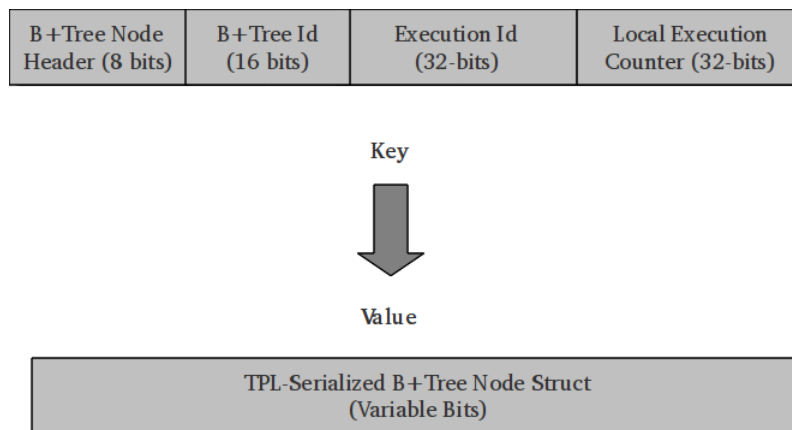 B+Tree Node
Header (8 bits)
B+Tree Id
(16 bits)
Execution Id
(32-bits)
Local Execution
Counter (32-bits)
Key
Value
TPL-Serialized B+Tree Node Struct
(Variable Bits)